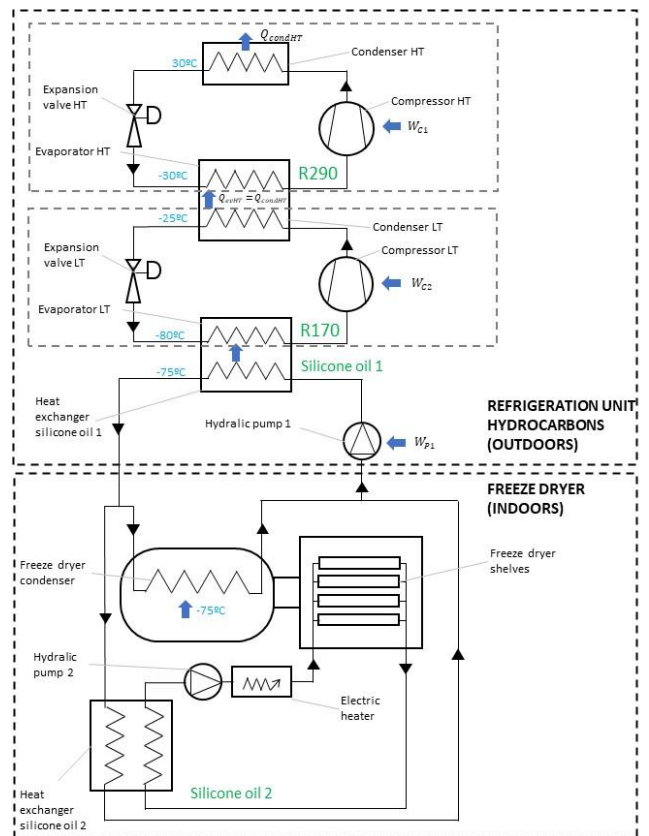 Q_condHT
Condenser HT
30ºC
Expansion
valve HT
Compressor HT
W_C1
Evaporator HT
R290
-30ºC
Q_evHT = Q_condHT
-25ºC
Condenser LT
Compressor LT
Expansion
valve LT
W_C2
Evaporator LT
R170
-80ºC
Silicone oil 1
-75ºC
Heat
exchanger
silicone oil 1
Hydralic pump 1
W_P1
REFRIGERATION UNIT
HYDROCARBONS
(OUTDOORS)
FREEZE DRYER
(INDOORS)
Freeze dryer
condenser
Freeze dryer
shelves
-75ºC
Hydralic
pump 2
Electric
heater
Silicone oil 2
Heat
exchanger
silicone oil 2